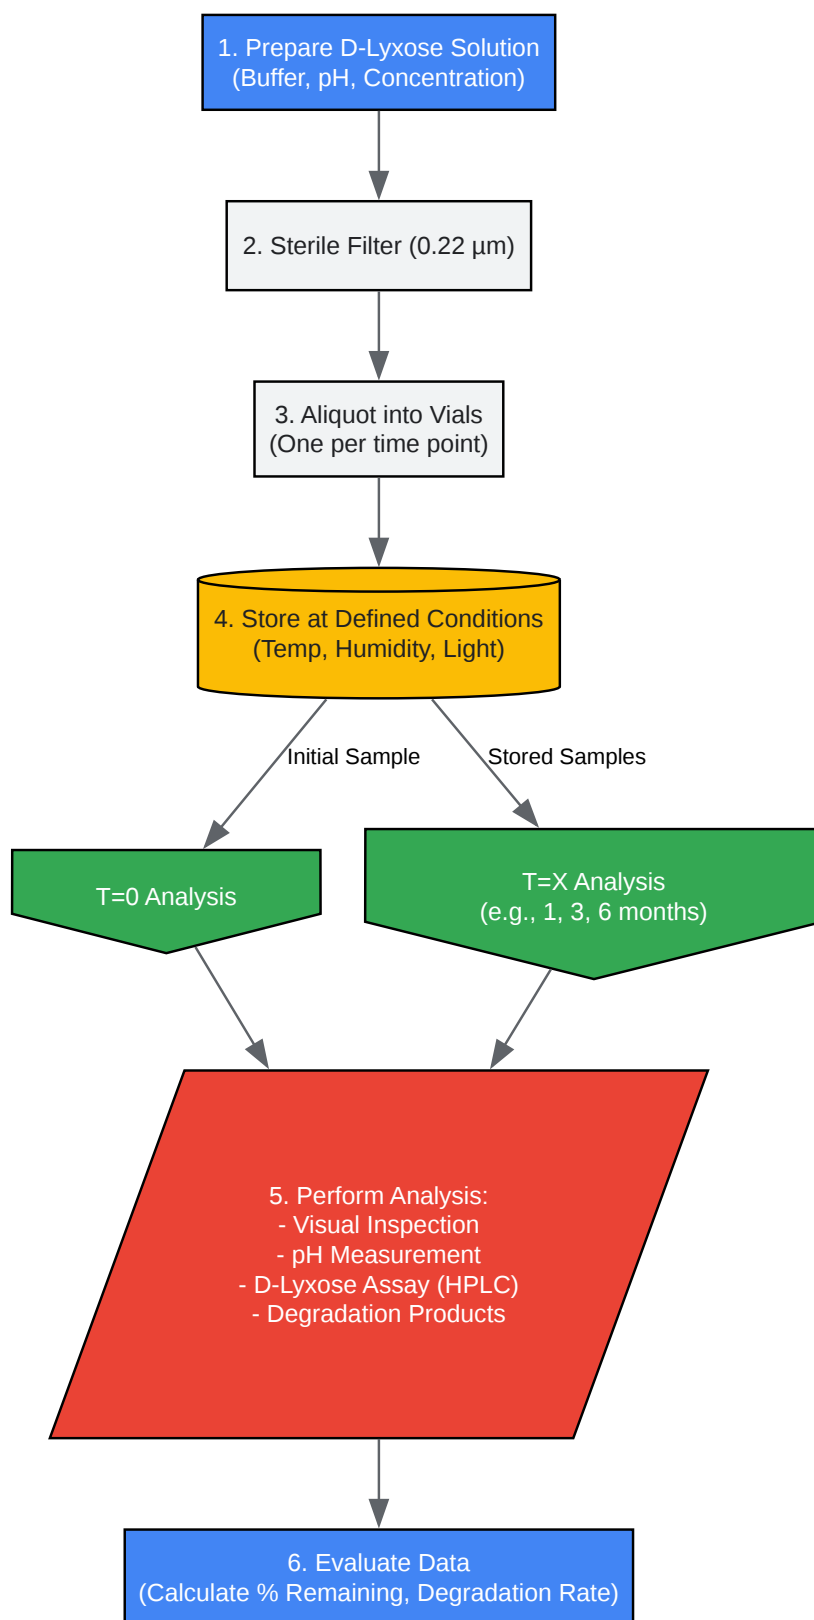 1. Prepare D-Lyxose Solution
(Buffer, pH, Concentration)
2. Sterile Filter (0.22 µm)
3. Aliquot into Vials
(One per time point)
4. Store at Defined Conditions
(Temp, Humidity, Light)
Initial Sample
Stored Samples
T=0 Analysis
T=X Analysis
(e.g., 1, 3, 6 months)
5. Perform Analysis:
- Visual Inspection
- pH Measurement
- D-Lyxose Assay (HPLC)
- Degradation Products
6. Evaluate Data
(Calculate % Remaining, Degradation Rate)